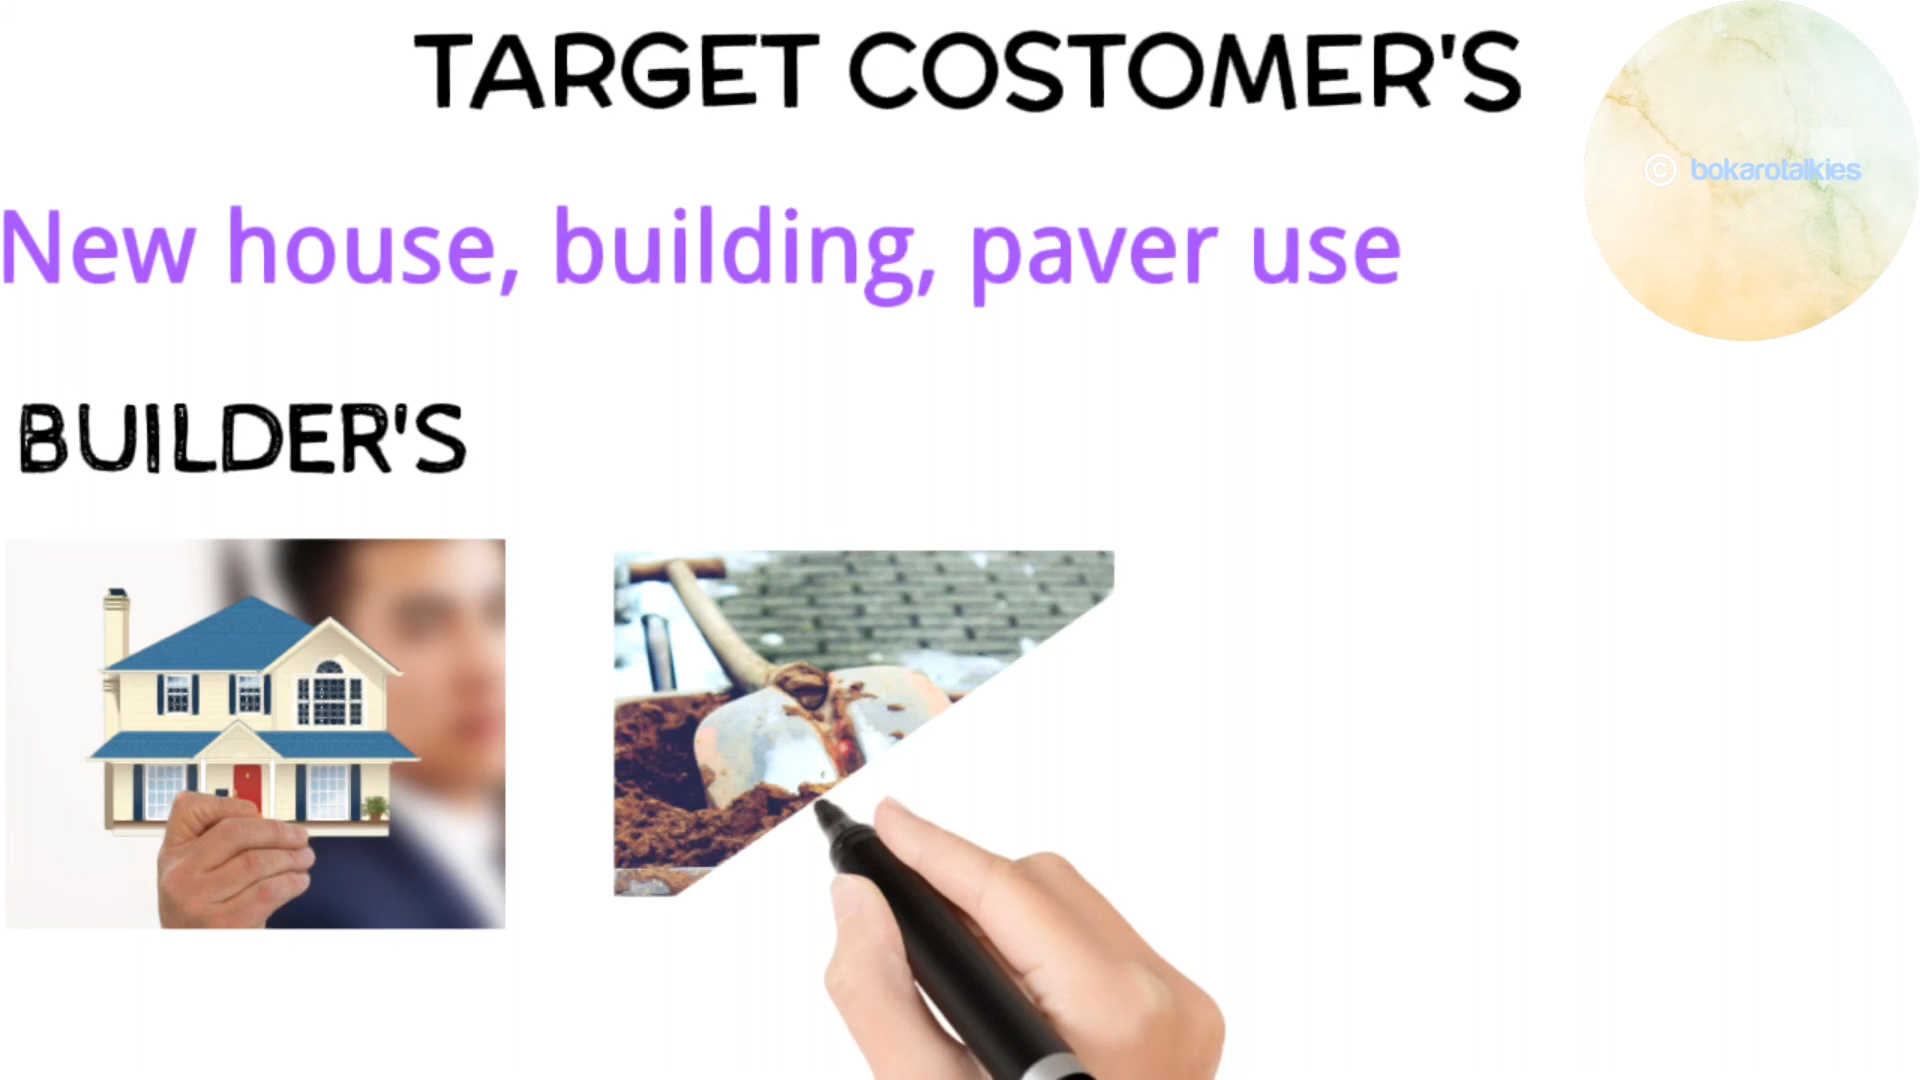 TARGET COSTOMER'S
© bokarotalkies
New house, building, paver use
BUILDER'S